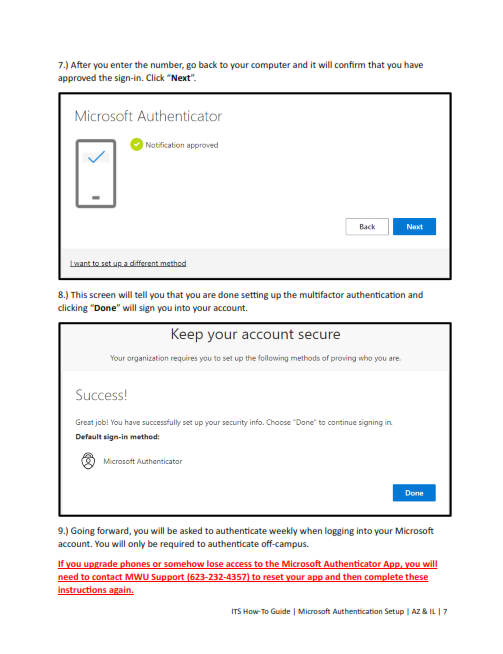 7.) After you enter the number, go back to your computer and it will confirm that you have
approved the sign-in. Click “Next”.
Microsoft Authenticator
Notification approved
Back
Next
I want to set up a different method
8.) This screen will tell you that you are done setting up the multifactor authentication and
clicking “Done” will sign you into your account.
Keep your account secure
Your organization requires you to set up the following methods of proving who you are.
Success!
Great job! You have successfully set up your security info. Choose "Done" to continue signing in.
Default sign-in method:
Microsoft Authenticator
Done
9.) Going forward, you will be asked to authenticate weekly when logging into your Microsoft
account. You will only be required to authenticate off-campus.
If you upgrade phones or somehow lose access to the Microsoft Authenticator App, you will
need to contact MWU Support (623-232-4357) to reset your app and then complete these
instructions again.
ITS How-To Guide | Microsoft Authentication Setup | AZ & IL | 7